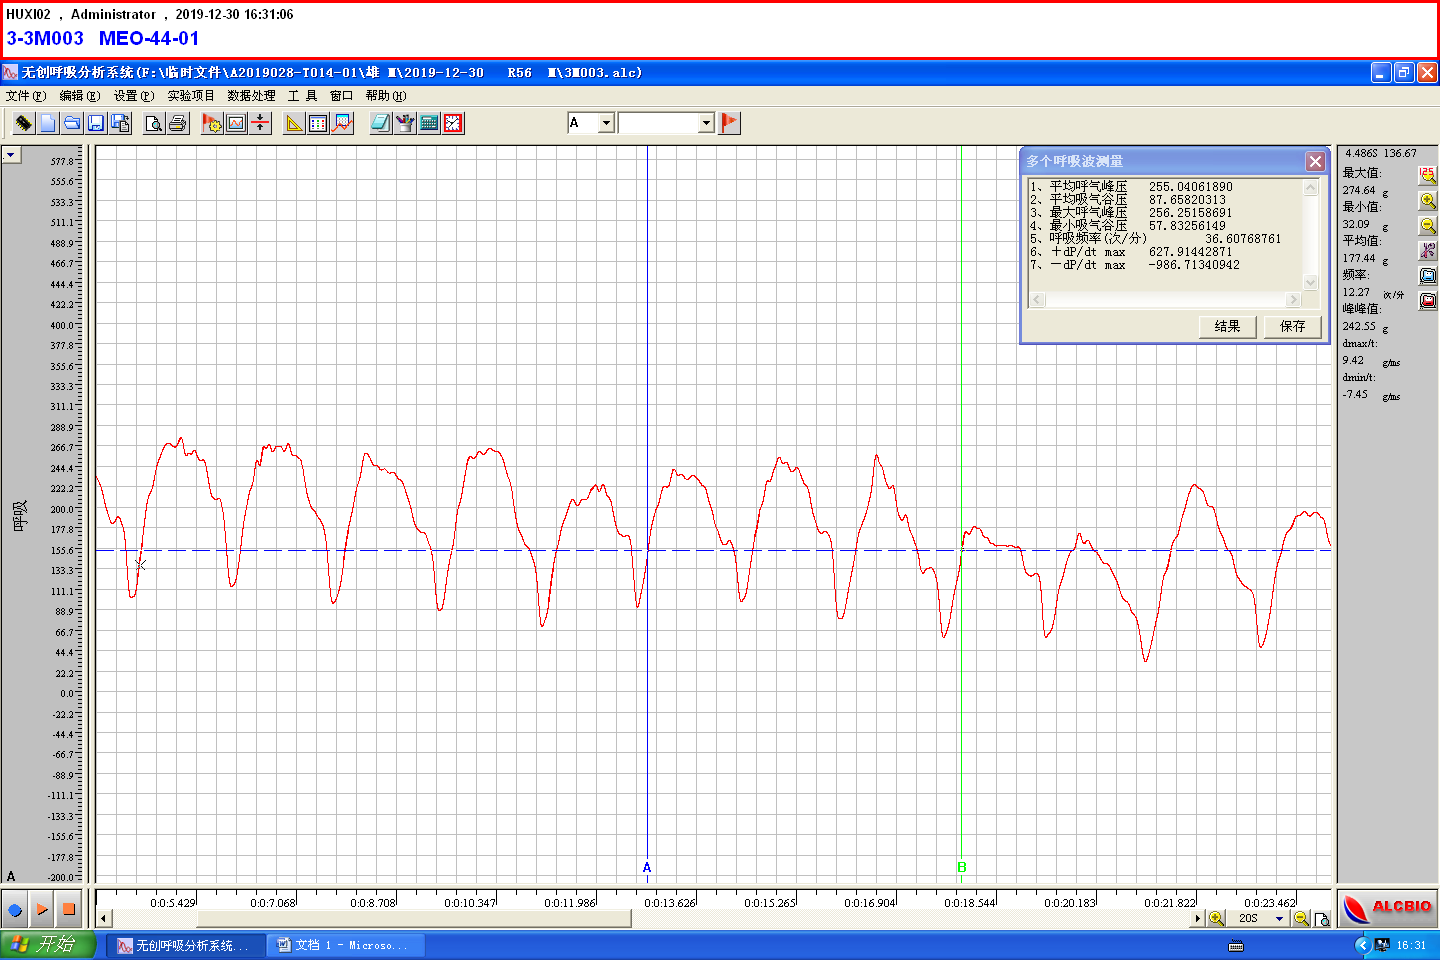 HUXI02 , Administrator , 2019-12-30 16:31:06
3-3M003 MEO-44-01
无创呼吸分析系统(F:\临时文件\A2019028-T014-01\雄 M\2019-12-30 R56 M\3M003.alc)
文件(F) 编辑(E) 设置(P) 实验项目 数据处理 工 具 窗口 帮助(H)
A
577.8
555.6
533.3
511.1
488.9
466.7
444.4
422.2
400.0
377.8
355.6
333.3
311.1
288.9
266.7
244.4
222.2
200.0
177.8
155.6
133.3
111.1
88.9
66.7
44.4
22.2
0.0
-22.2
-44.4
-66.7
-88.9
-111.1
-133.3
-155.6
-177.8
-200.0
呼吸
A
多个呼吸波测量
1、平均呼气峰压 255.04061890
2、平均吸气谷压 87.65820313
3、最大呼气峰压 256.25158691
4、最小吸气谷压 57.83256149
5、呼吸频率(次/分) 36.60768761
6、＋dP/dt max 627.91442871
7、－dP/dt max -986.71340942
结果 保存
4.486S 136.67
最大值:
274.64 g
最小值:
32.09 g
平均值:
177.44 g
频率:
12.27 次/分
峰峰值:
242.55 g
dmax/t:
9.42 g/ms
dmin/t:
-7.45 g/ms
125
A B
0:0:5.429 0:0:7.068 0:0:8.708 0:0:10.347 0:0:11.986 0:0:13.626 0:0:15.265 0:0:16.904 0:0:18.544 0:0:20.183 0:0:21.822 0:0:23.462
20S
ALCBIO
开始 无创呼吸分析系统... 文档 1 - Microso... 16:31